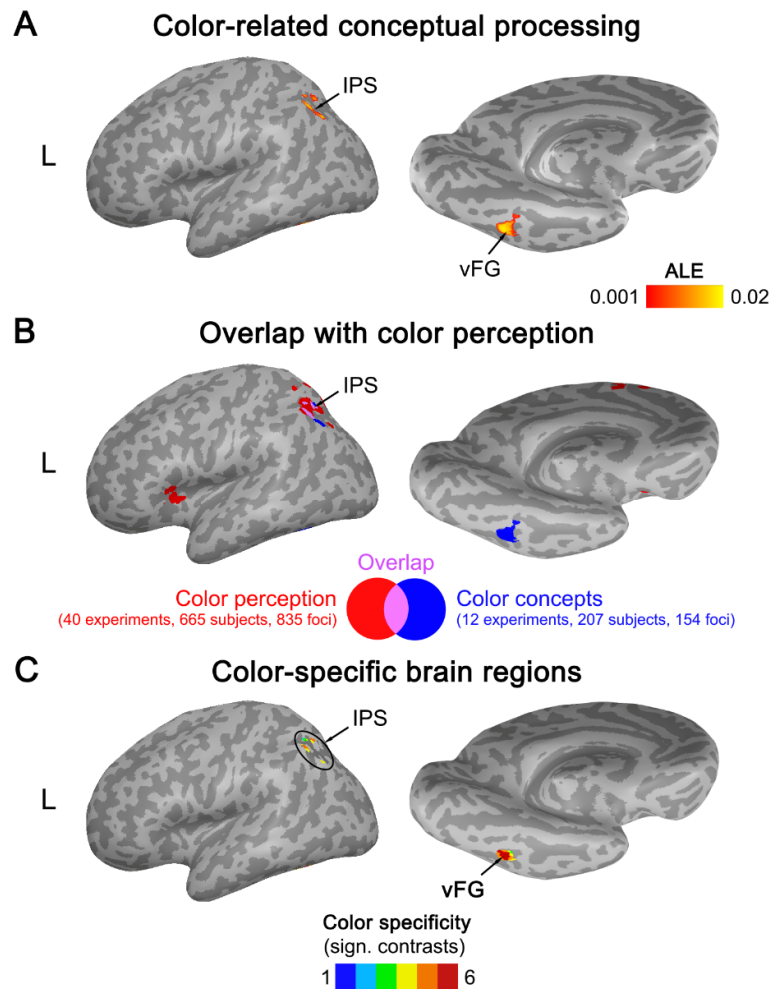 A
Color-related conceptual processing
IPS
L
vFG
ALE
0.001
0.02
B
Overlap with color perception
IPS
L
Overlap
Color perception
(40 experiments, 665 subjects, 835 foci)
Color concepts
(12 experiments, 207 subjects, 154 foci)
C
Color-specific brain regions
IPS
L
vFG
Color specificity
(sign. contrasts)
1
6